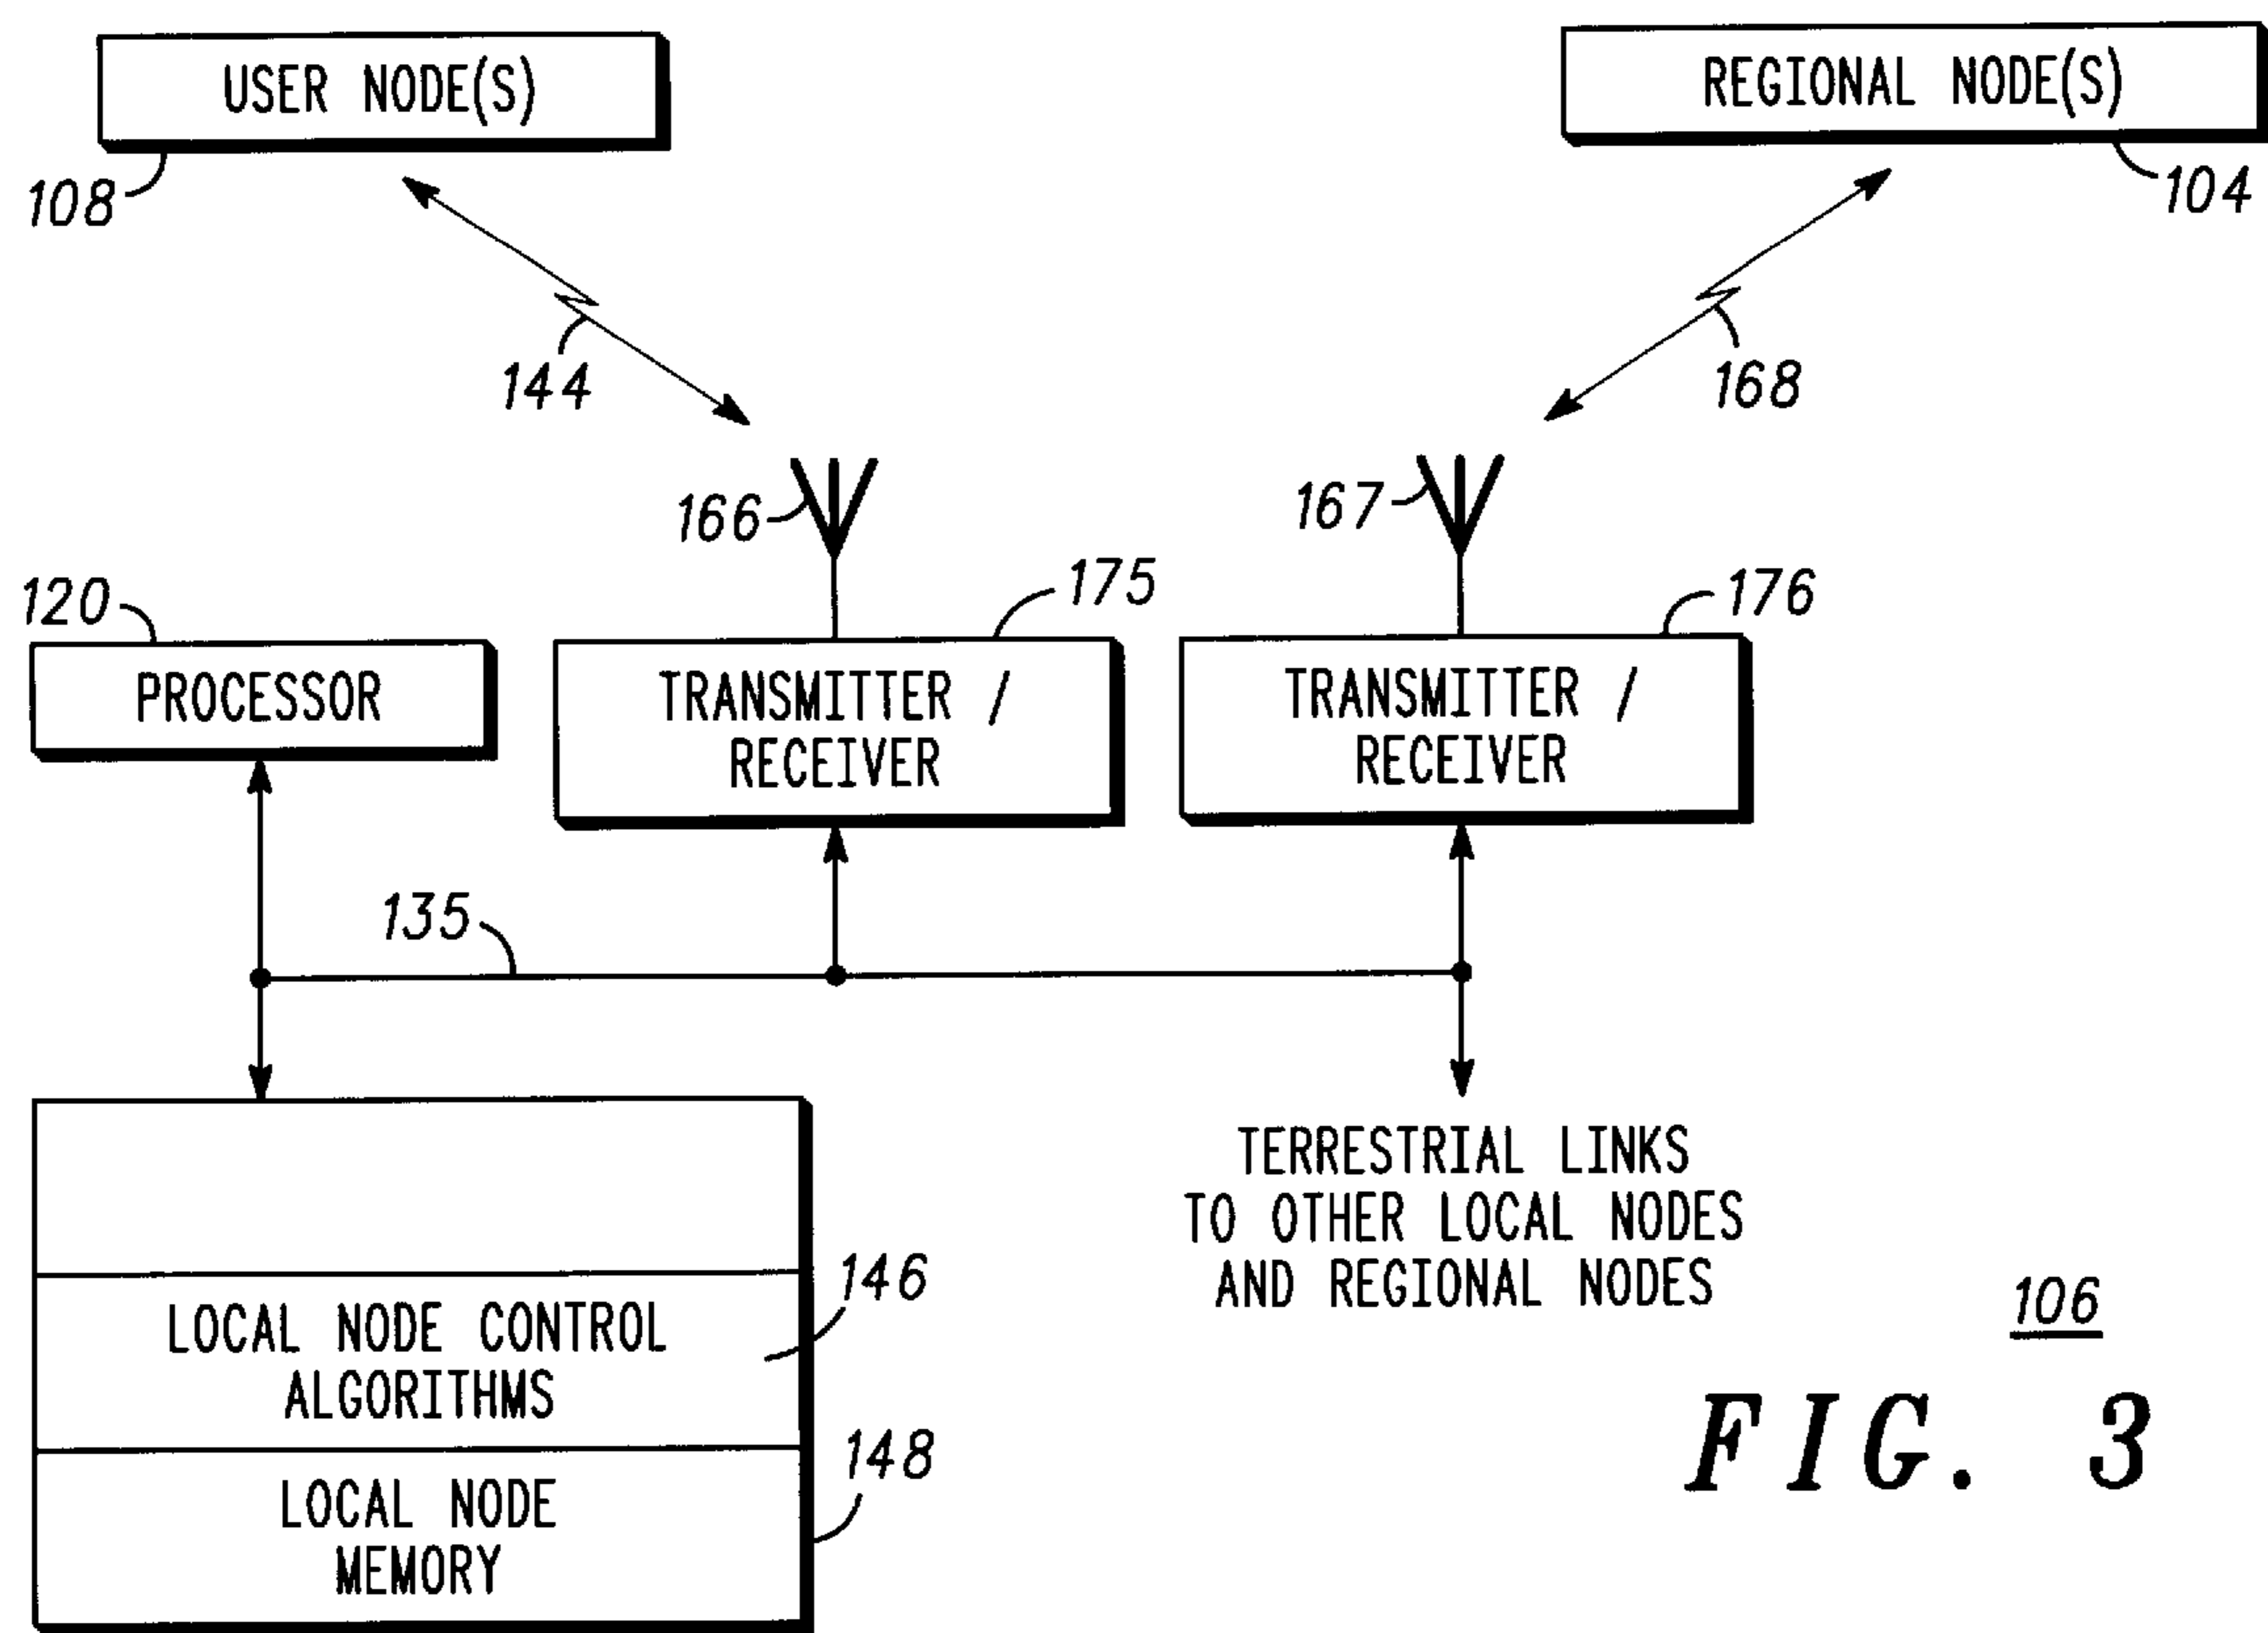 USER NODE(S)
REGIONAL NODE(S)
108
104
144
168
166
167
120
175
176
PROCESSOR
TRANSMITTER /
RECEIVER
TRANSMITTER /
RECEIVER
135
TERRESTRIAL LINKS
TO OTHER LOCAL NODES
AND REGIONAL NODES
146
LOCAL NODE CONTROL
ALGORITHMS
148
LOCAL NODE
MEMORY
106
FIG. 3